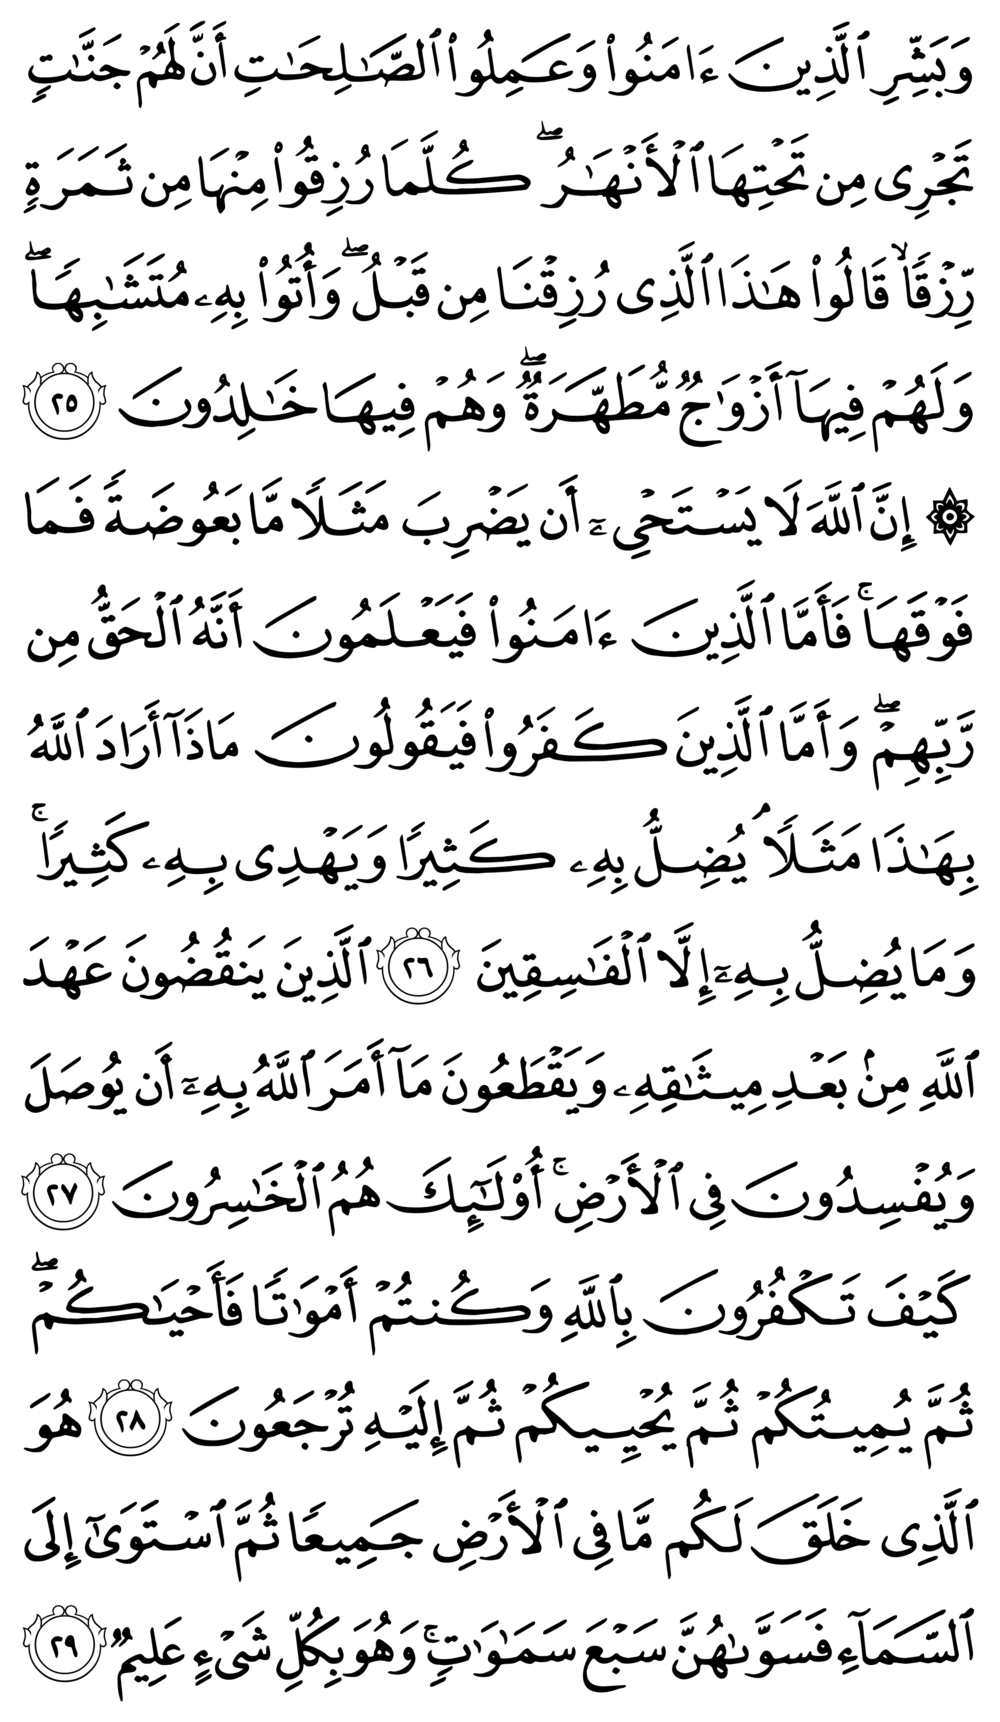 وَبَشِّرِ ٱلَّذِينَ ءَامَنُوا۟ وَعَمِلُوا۟ ٱلصَّـٰلِحَـٰتِ أَنَّ لَهُمْ جَنَّـٰتٍ
تَجْرِى مِن تَحْتِهَا ٱلْأَنْهَـٰرُ ۖ كُلَّمَا رُزِقُوا۟ مِنْهَا مِن ثَمَرَةٍ
رِّزْقًا ۙ قَالُوا۟ هَـٰذَا ٱلَّذِى رُزِقْنَا مِن قَبْلُ ۖ وَأُتُوا۟ بِهِۦ مُتَشَـٰبِهًا ۖ
وَلَهُمْ فِيهَآ أَزْوَٰجٌ مُّطَهَّرَةٌ ۖ وَهُمْ فِيهَا خَـٰلِدُونَ ٢٥
۞ إِنَّ ٱللَّهَ لَا يَسْتَحْىِۦٓ أَن يَضْرِبَ مَثَلًا مَّا بَعُوضَةً فَمَا
فَوْقَهَا ۚ فَأَمَّا ٱلَّذِينَ ءَامَنُوا۟ فَيَعْلَمُونَ أَنَّهُ ٱلْحَقُّ مِن
رَّبِّهِمْ ۖ وَأَمَّا ٱلَّذِينَ كَفَرُوا۟ فَيَقُولُونَ مَاذَآ أَرَادَ ٱللَّهُ
بِهَـٰذَا مَثَلًا ۘ يُضِلُّ بِهِۦ كَثِيرًا وَيَهْدِى بِهِۦ كَثِيرًا ۚ
وَمَا يُضِلُّ بِهِۦٓ إِلَّا ٱلْفَـٰسِقِينَ ٢٦ ٱلَّذِينَ يَنقُضُونَ عَهْدَ
ٱللَّهِ مِنۢ بَعْدِ مِيثَـٰقِهِۦ وَيَقْطَعُونَ مَآ أَمَرَ ٱللَّهُ بِهِۦٓ أَن يُوصَلَ
وَيُفْسِدُونَ فِى ٱلْأَرْضِ ۚ أُو۟لَـٰٓئِكَ هُمُ ٱلْخَـٰسِرُونَ ٢٧
كَيْفَ تَكْفُرُونَ بِٱللَّهِ وَكُنتُمْ أَمْوَٰتًا فَأَحْيَـٰكُمْ ۖ
ثُمَّ يُمِيتُكُمْ ثُمَّ يُحْيِيكُمْ ثُمَّ إِلَيْهِ تُرْجَعُونَ ٢٨ هُوَ
ٱلَّذِى خَلَقَ لَكُم مَّا فِى ٱلْأَرْضِ جَمِيعًا ثُمَّ ٱسْتَوَىٰٓ إِلَى
ٱلسَّمَآءِ فَسَوَّىٰهُنَّ سَبْعَ سَمَـٰوَٰتٍ ۚ وَهُوَ بِكُلِّ شَىْءٍ عَلِيمٌ ٢٩